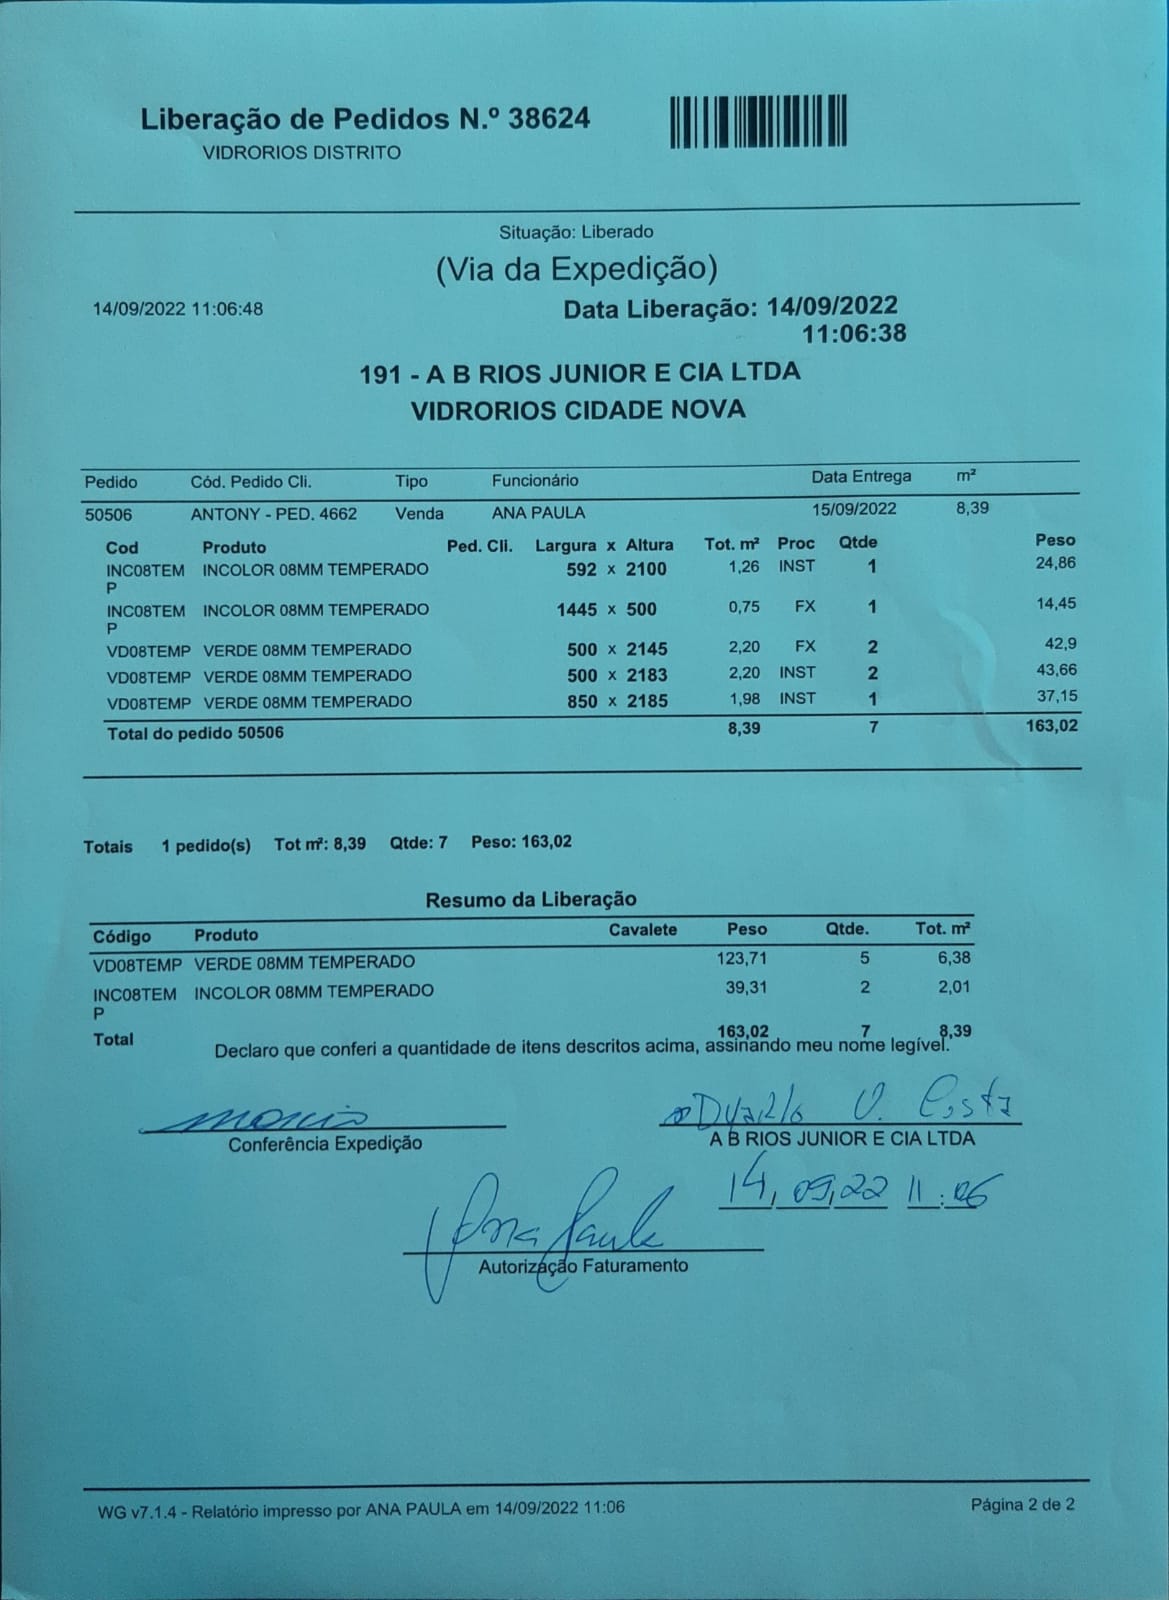 Liberação de Pedidos N.º 38624
VIDRORIOS DISTRITO
Situação: Liberado
(Via da Expedição)
14/09/2022 11:06:48 Data Liberação: 14/09/2022
11:06:38
191 - A B RIOS JUNIOR E CIA LTDA
VIDRORIOS CIDADE NOVA
Pedido Cód. Pedido Cli. Tipo Funcionário Data Entrega m²
50506 ANTONY - PED. 4662 Venda ANA PAULA 15/09/2022 8,39
Cod Produto Ped. Cli. Largura x Altura Tot. m² Proc Qtde Peso
INC08TEM INCOLOR 08MM TEMPERADO 592 x 2100 1,26 INST 1 24,86
P
INC08TEM INCOLOR 08MM TEMPERADO 1445 x 500 0,75 FX 1 14,45
P
VD08TEMP VERDE 08MM TEMPERADO 500 x 2145 2,20 FX 2 42,9
VD08TEMP VERDE 08MM TEMPERADO 500 x 2183 2,20 INST 2 43,66
VD08TEMP VERDE 08MM TEMPERADO 850 x 2185 1,98 INST 1 37,15
Total do pedido 50506 8,39 7 163,02
Totais 1 pedido(s) Tot m²: 8,39 Qtde: 7 Peso: 163,02
Resumo da Liberação
Código Produto Cavalete Peso Qtde. Tot. m²
VD08TEMP VERDE 08MM TEMPERADO 123,71 5 6,38
INC08TEM INCOLOR 08MM TEMPERADO 39,31 2 2,01
P
Total 163,02 7 8,39
Declaro que conferi a quantidade de itens descritos acima, assinando meu nome legível.
Costa
Conferência Expedição A B RIOS JUNIOR E CIA LTDA
14,09,22 11:06
Ana Paula
Autorização Faturamento
WG v7.1.4 - Relatório impresso por ANA PAULA em 14/09/2022 11:06 Página 2 de 2